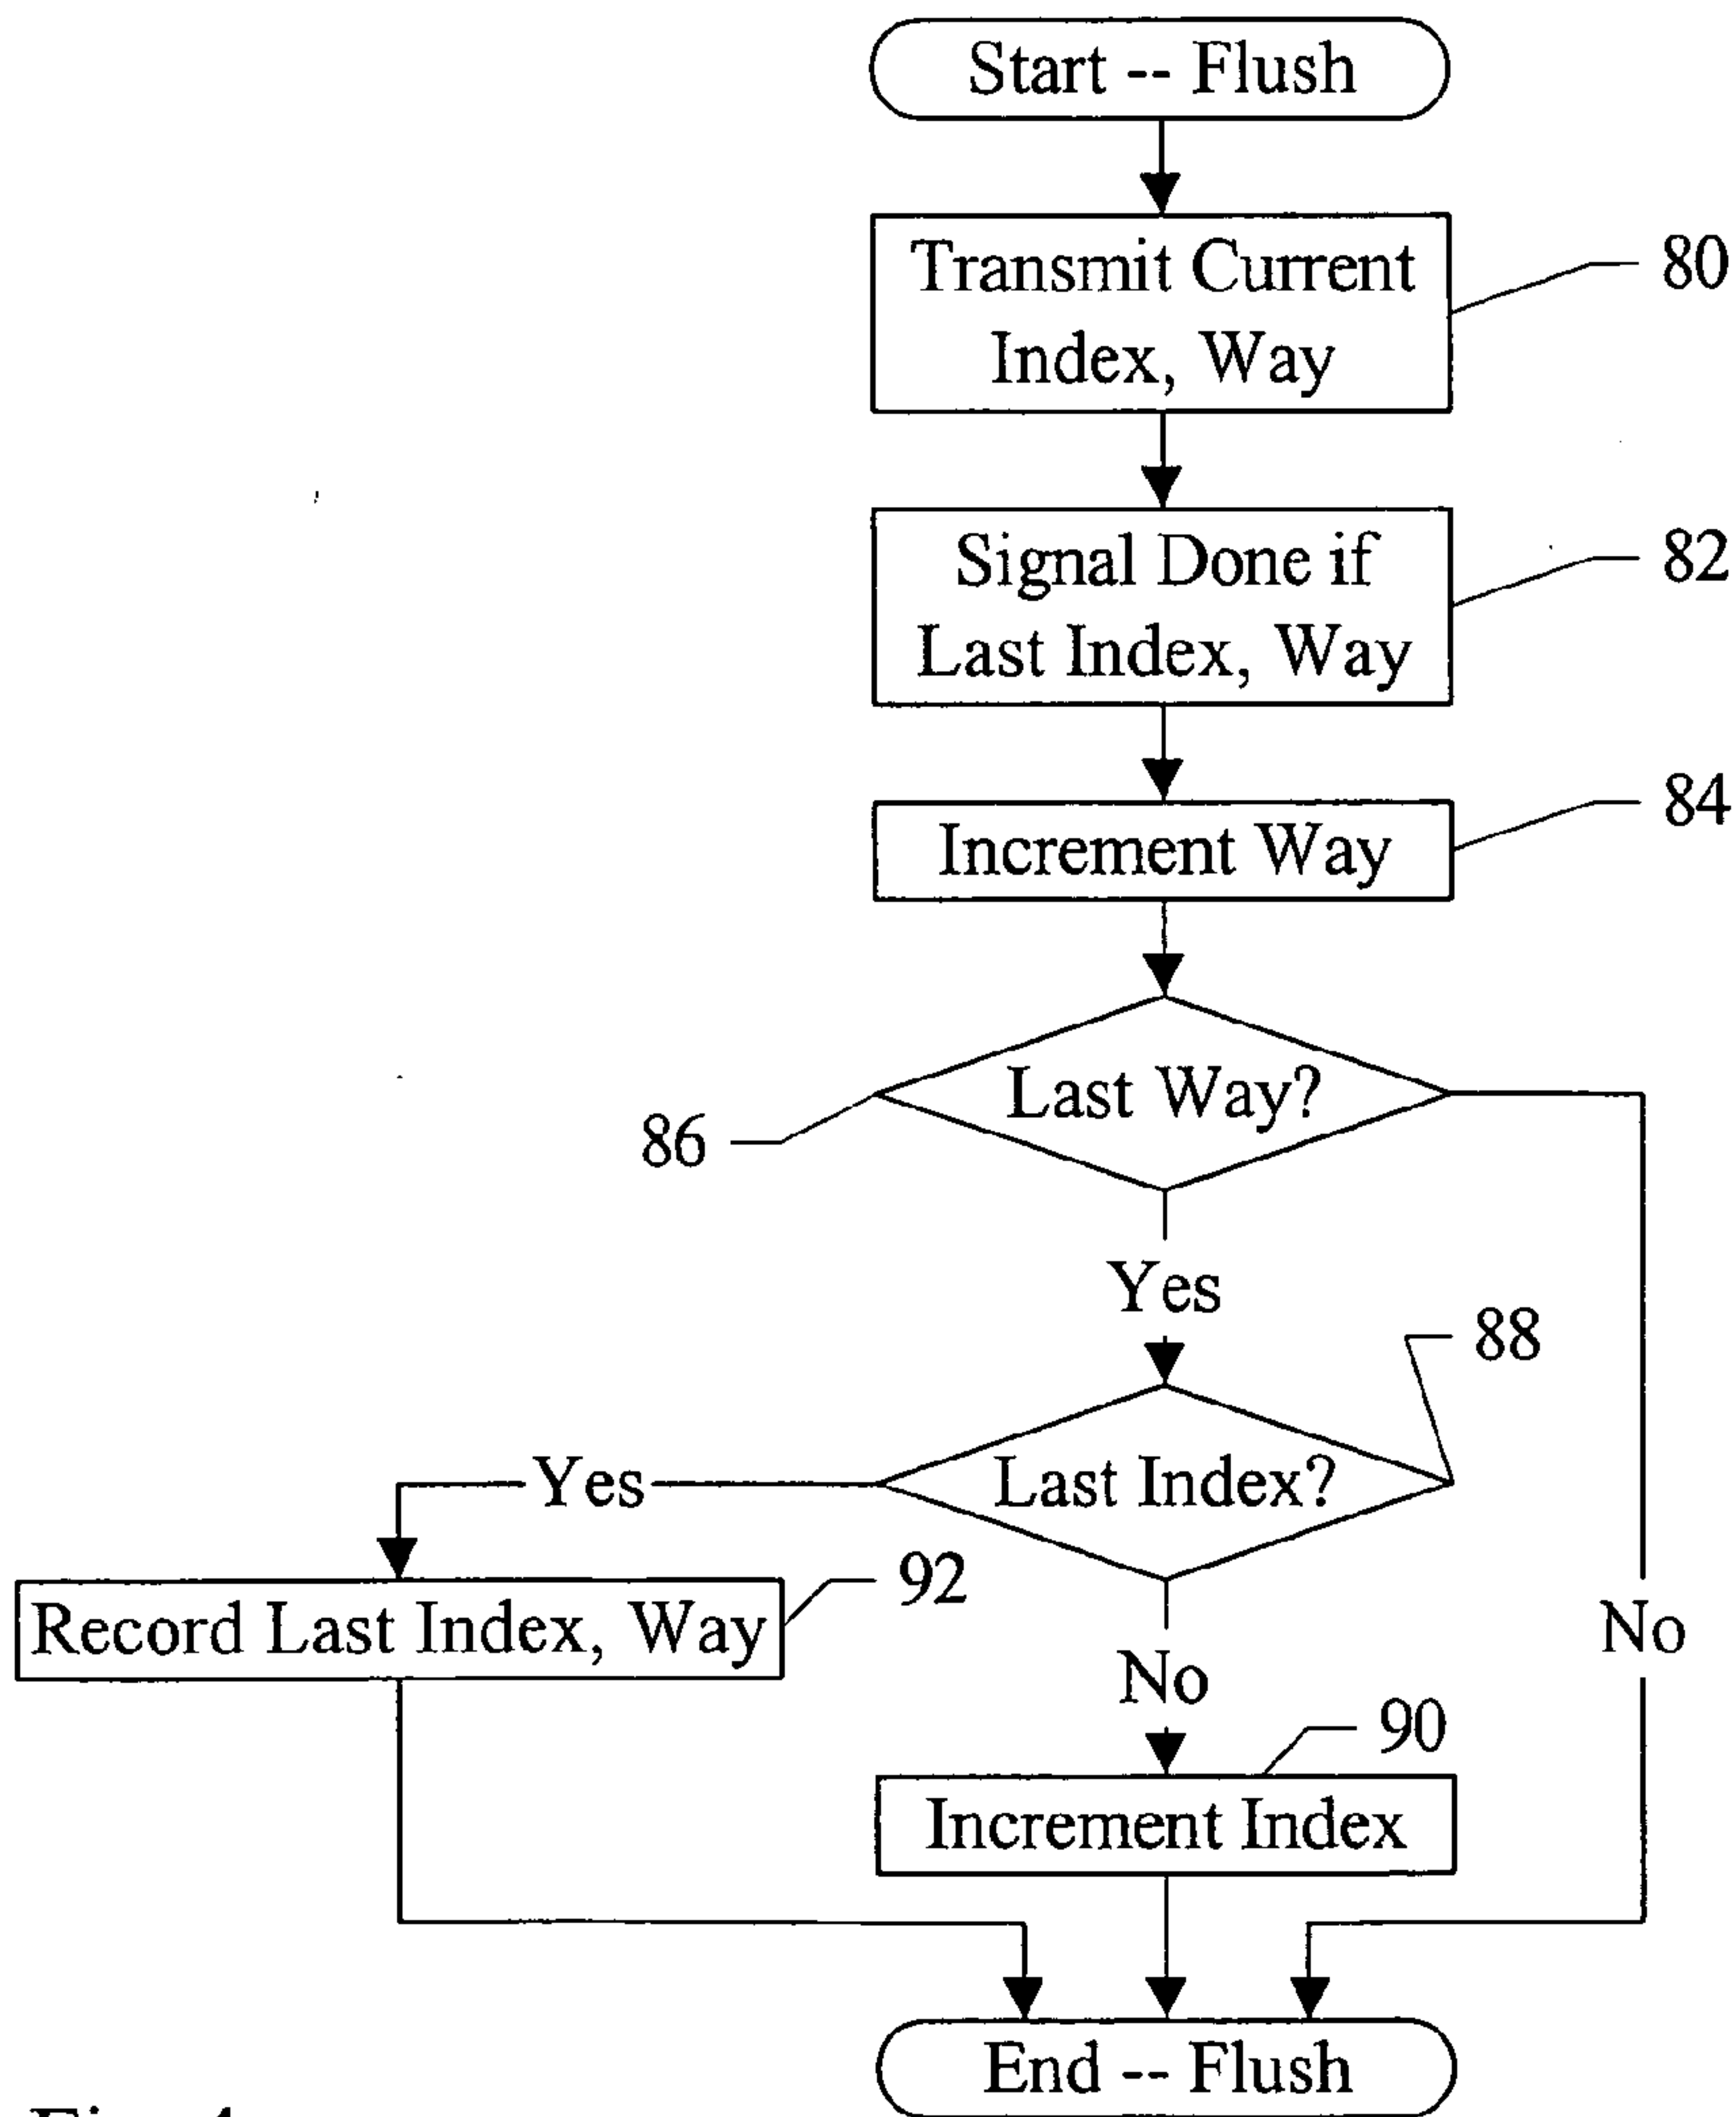 Start -- Flush
Transmit Current
Index, Way
80
Signal Done if
Last Index, Way
82
Increment Way
84
Last Way?
86
Yes
88
Last Index?
Yes
Record Last Index, Way
92
No
No
90
Increment Index
End -- Flush